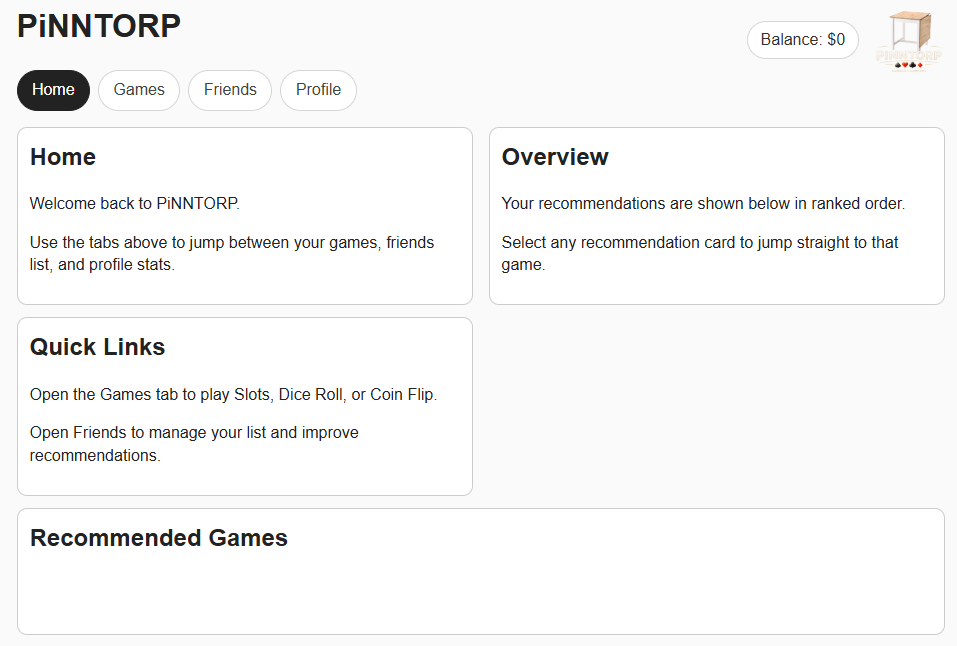 PiNNTORP
Balance: $0
PINNTORP
Home
Games
Friends
Profile
Home
Welcome back to PiNNTORP.
Use the tabs above to jump between your games, friends
list, and profile stats.
Overview
Your recommendations are shown below in ranked order.
Select any recommendation card to jump straight to that
game.
Quick Links
Open the Games tab to play Slots, Dice Roll, or Coin Flip.
Open Friends to manage your list and improve
recommendations.
Recommended Games